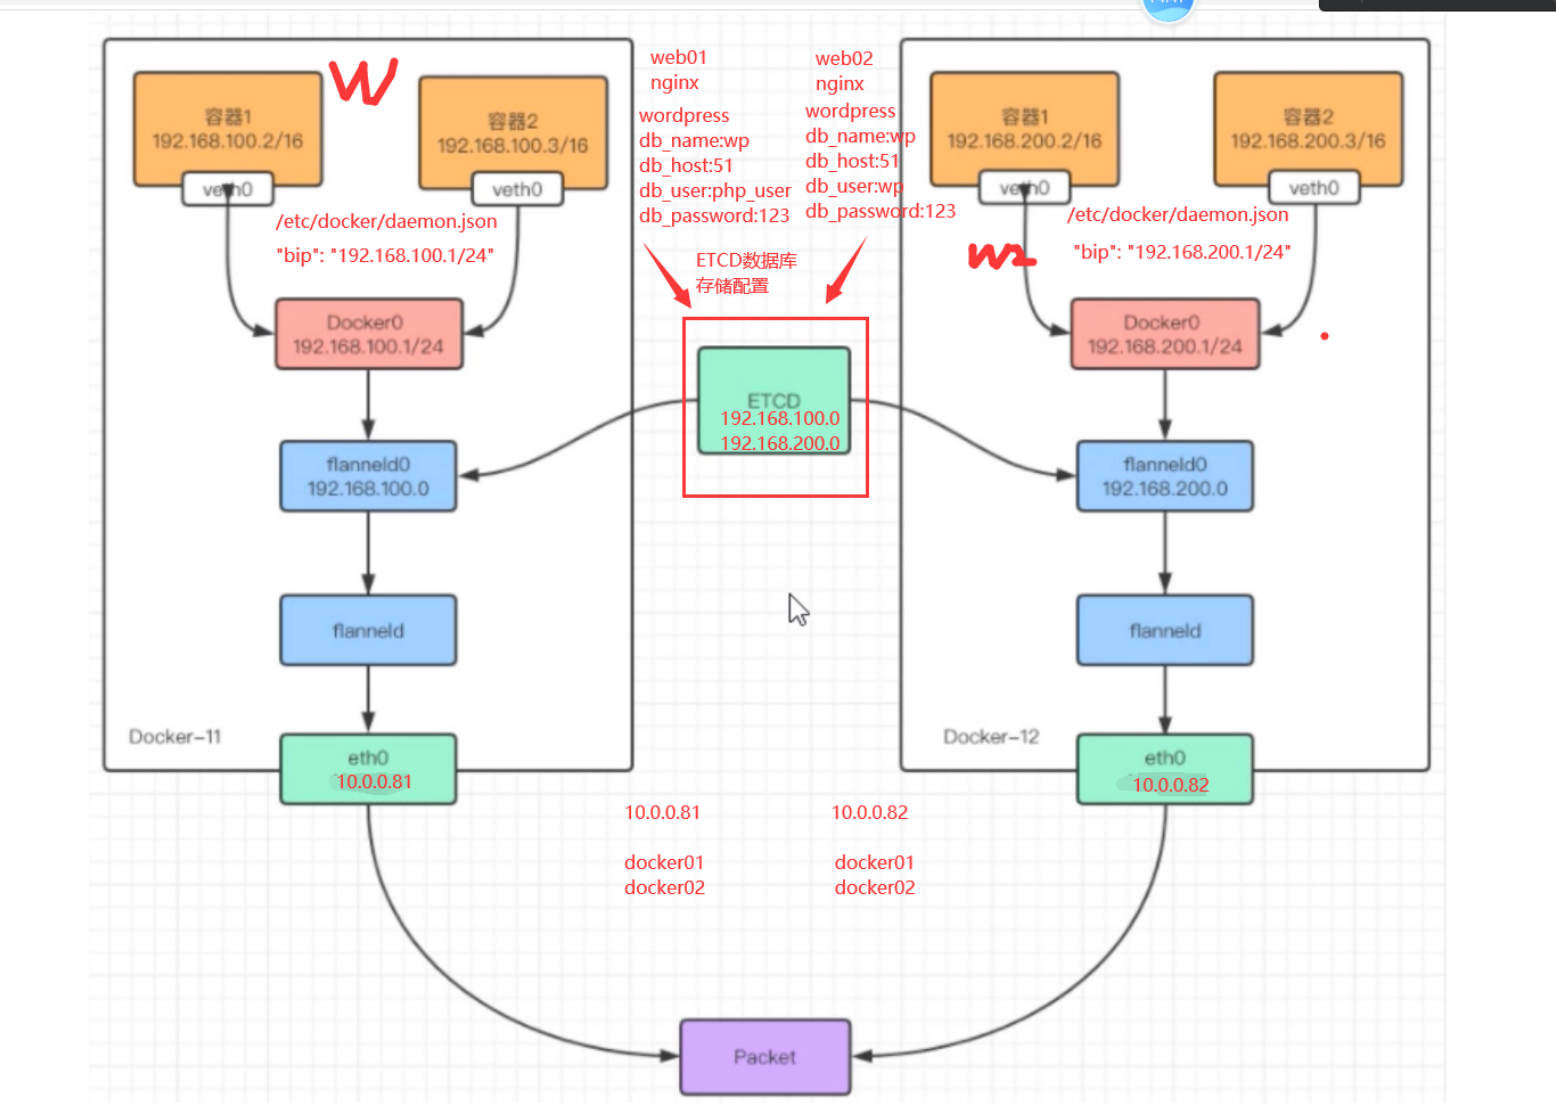 web01
nginx
wordpress
db_name:wp
db_host:51
db_user:php_user
db_password:123
web02
nginx
wordpress
db_name:wp
db_host:51
db_user:wp
db_password:123
W
容器1
192.168.100.2/16
veth0
容器2
192.168.100.3/16
veth0
/etc/docker/daemon.json
"bip": "192.168.100.1/24"
Docker0
192.168.100.1/24
flanneld0
192.168.100.0
flanneld
Docker-11
eth0
10.0.0.81
ETCD数据库
存储配置
ETCD
192.168.100.0
192.168.200.0
容器1
192.168.200.2/16
veth0
容器2
192.168.200.3/16
veth0
/etc/docker/daemon.json
"bip": "192.168.200.1/24"
Docker0
192.168.200.1/24
flanneld0
192.168.200.0
flanneld
Docker-12
eth0
10.0.0.82
10.0.0.81
docker01
docker02
10.0.0.82
docker01
docker02
Packet